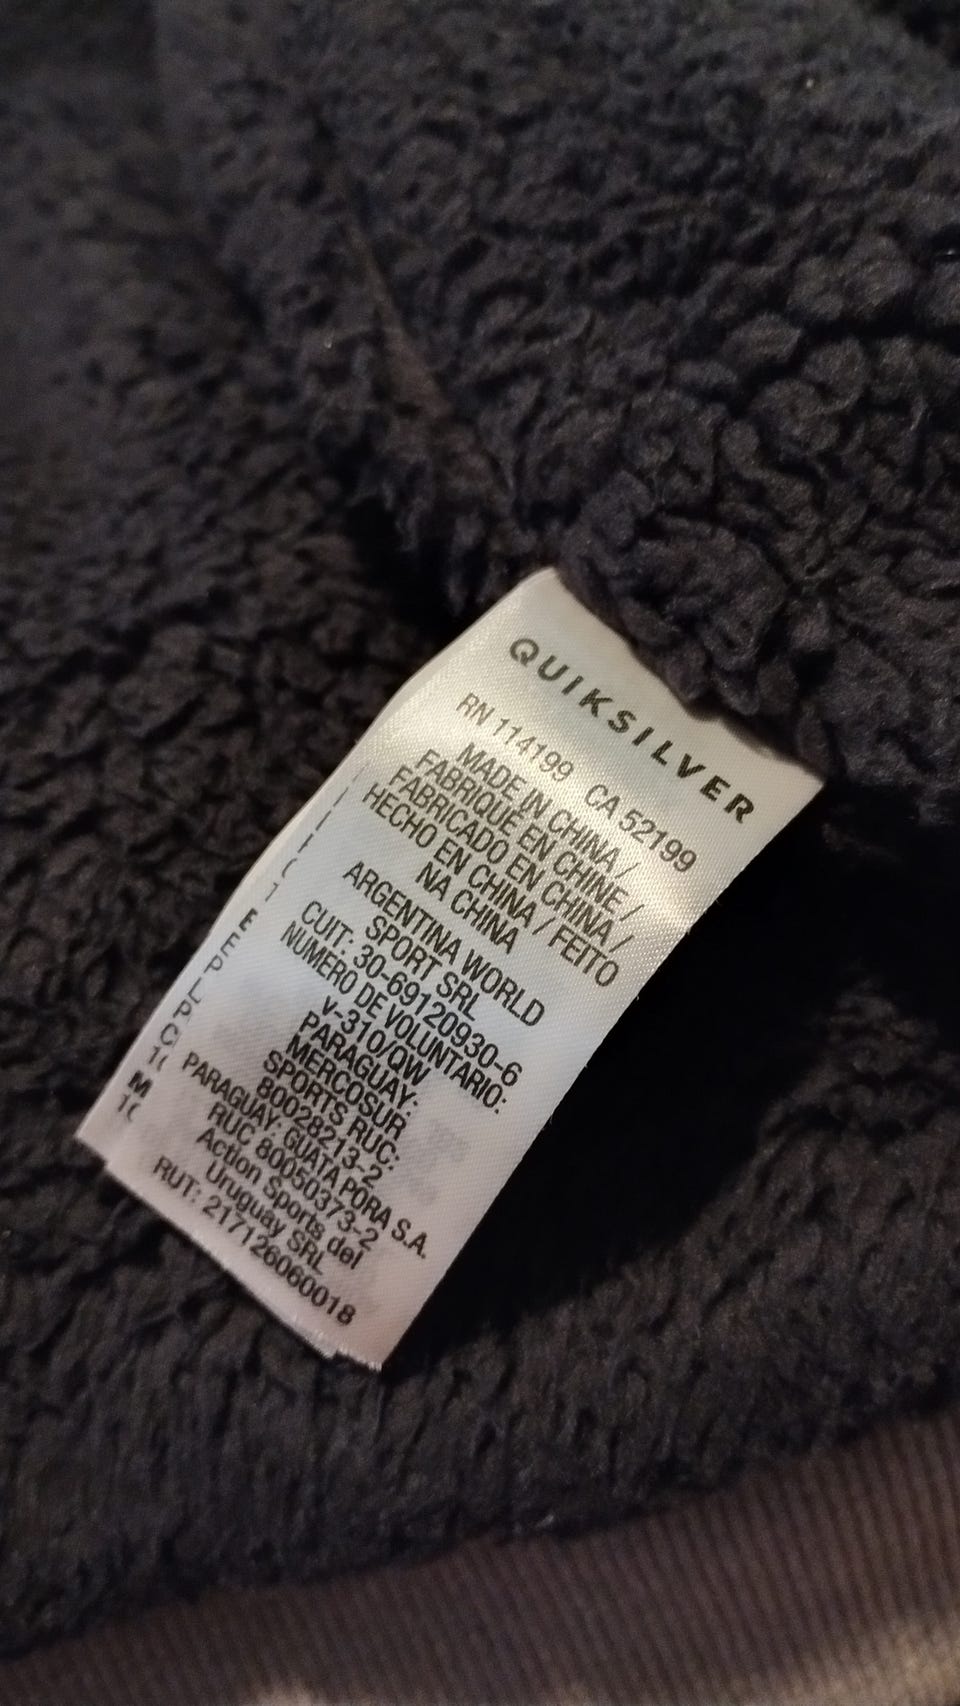 QUIKSILVER
RN 114199 CA 52199
MADE IN CHINA /
FABRIQUÉ EN CHINE /
FABRICADO EN CHINA /
HECHO EN CHINA / FEITO
NA CHINA
ARGENTINA WORLD
SPORT SRL
CUIT: 30-69120930-6
NUMERO DE VOLUNTARIO:
v-310/QW
PARAGUAY:
MERCOSUR
SPORTS RUC:
80028213-2
PARAGUAY: GUATA PORA S.A.
RUC 80050373-2
Action Sports del
Uruguay SRL
RUT: 217126060018